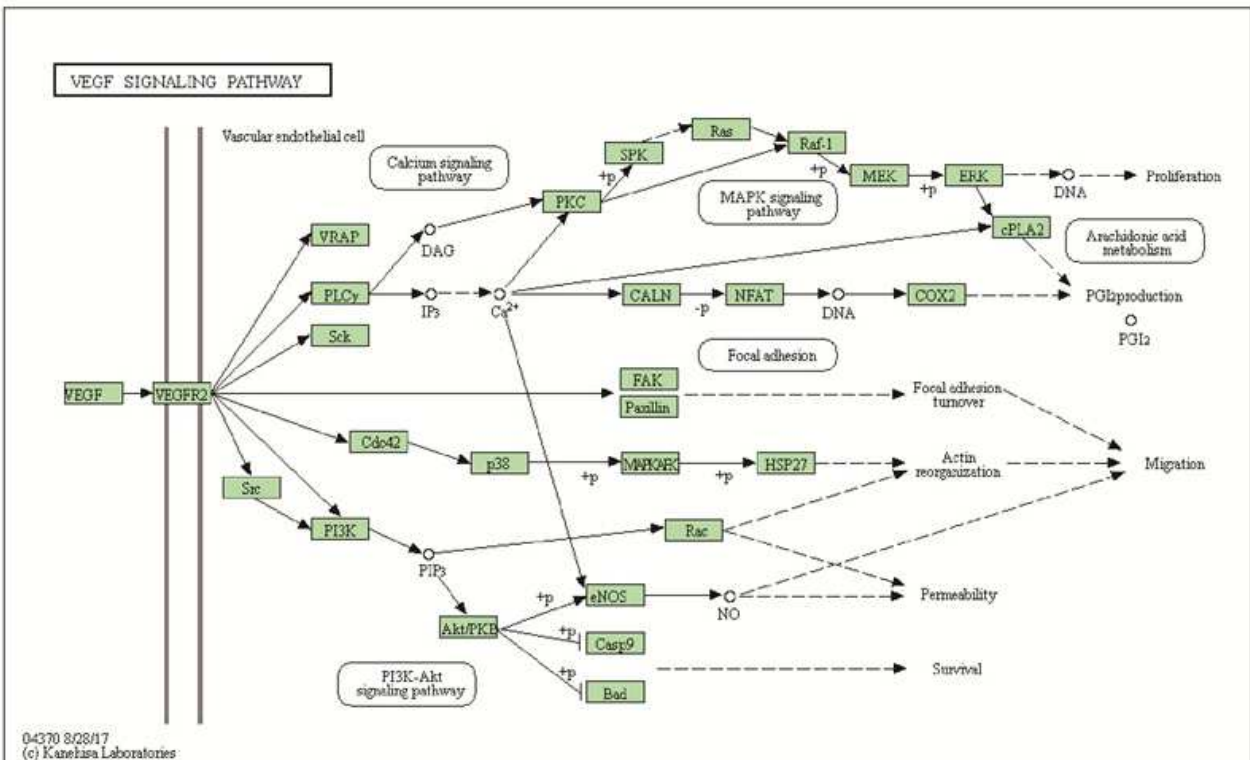 VEGF SIGNALING PATHWAY
Vascular endothelial cell
Calcium signaling
pathway
SPK
Ras
Raf-1
+p
+p
MEK
+p
ERK
DNA
Proliferation
PKC
MAPK signaling
pathway
VRAP
DAG
cPLA2
Arachidonic acid
metabolism
PLCγ
IP3
Ca2+
CALN
-p
NFAT
DNA
COX2
PGI2production
PGI2
Sck
Focal adhesion
VEGF
VEGFR2
FAK
Paxillin
Focal adhesion
turnover
Cdc42
p38
+p
MAPKAPK
+p
HSP27
Actin
reorganization
Migration
Src
PI3K
PIP3
Rac
+p
eNOS
NO
Permeability
Akt/PKB
+p
Casp9
+p
Bad
Survival
PI3K-Akt
signaling pathway
04370 8/28/17
(c) Kanehisa Laboratories